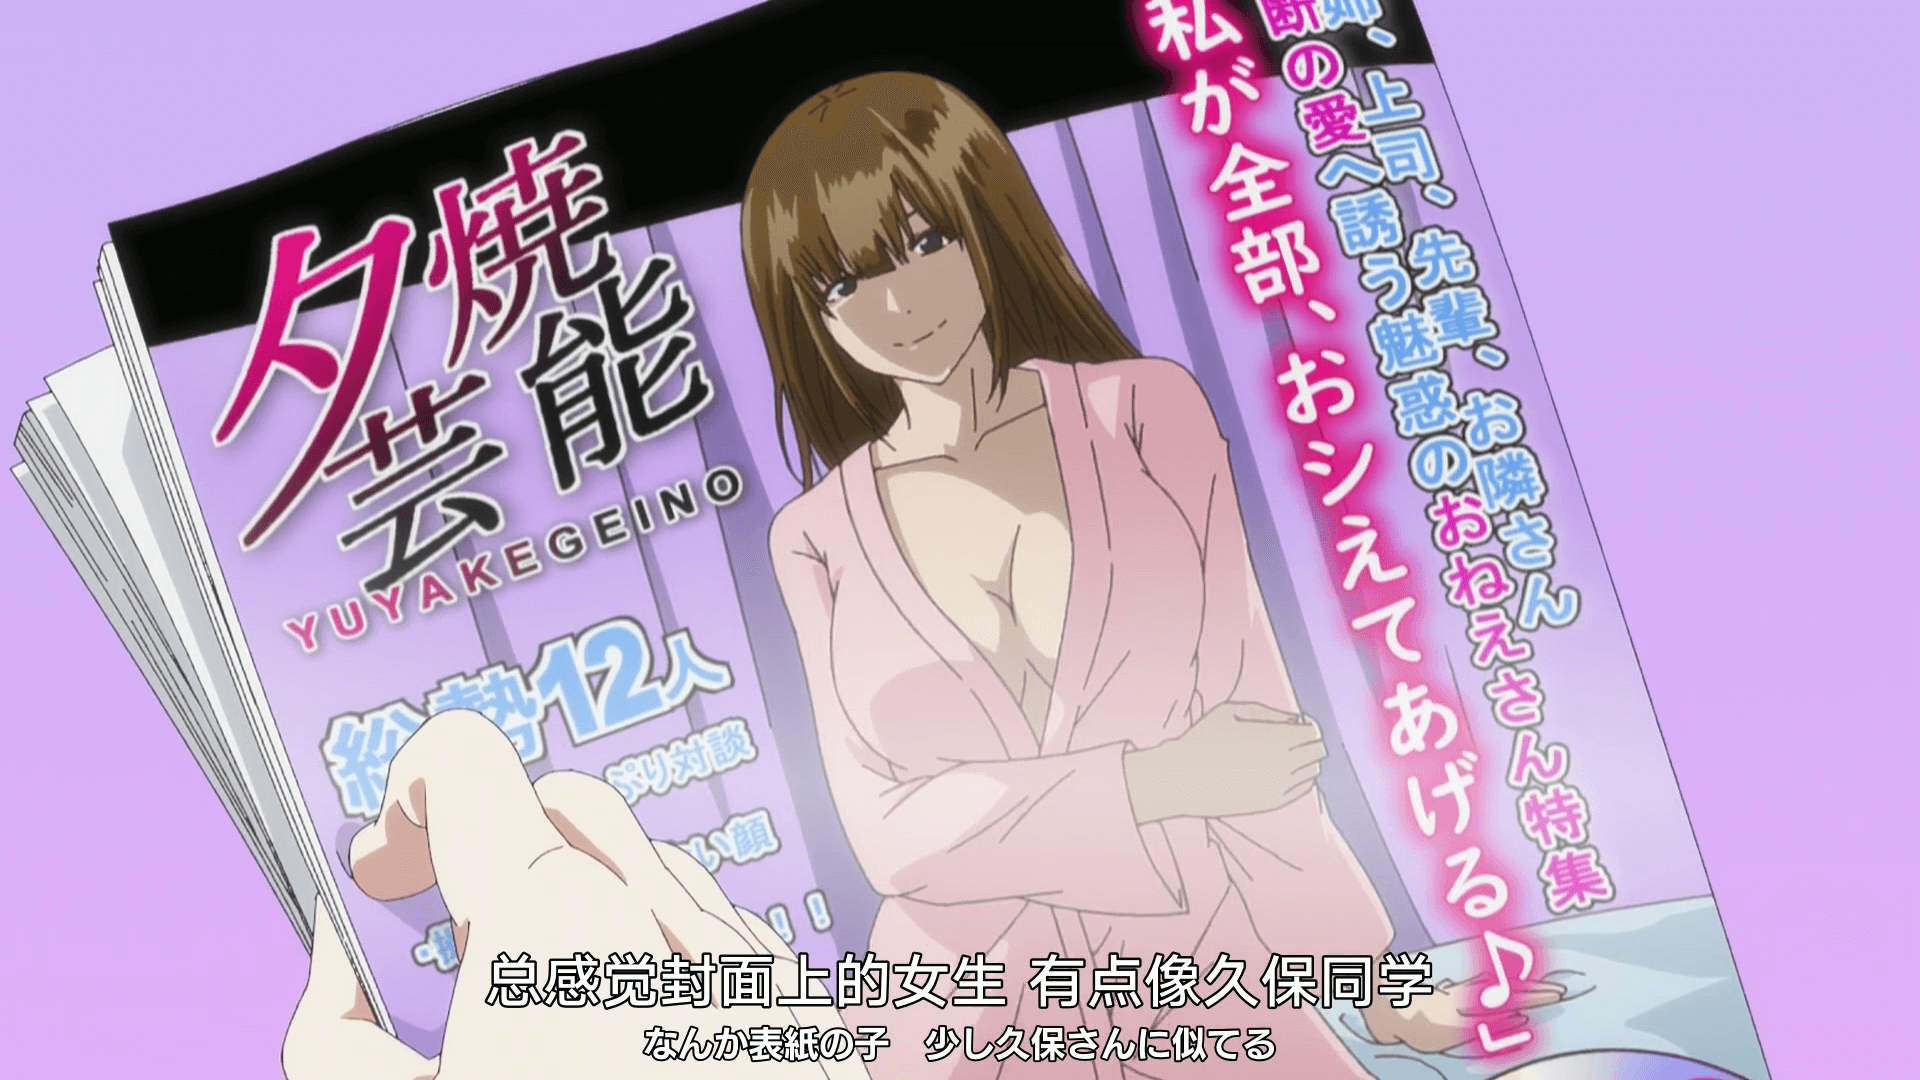 姉、上司、先輩、お隣さん
断の愛へ誘う魅惑のおねえさん特集
私が全部、おシえてあげる♪」
夕焼
芸能
YUYAKEGEINO
総勢12人
ぷり対談
い顔
！！
总感觉封面上的女生 有点像久保同学
なんか表紙の子　少し久保さんに似てる